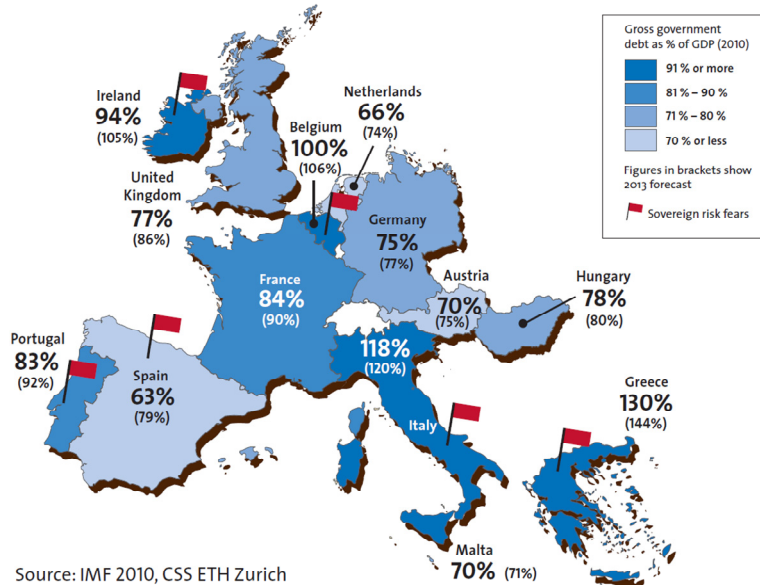 Gross government
debt as % of GDP (2010)
91 % or more
81 % – 90 %
71 % – 80 %
70 % or less
Figures in brackets show
2013 forecast
Sovereign risk fears
Ireland
94%
(105%)
Netherlands
66%
(74%)
Belgium
100%
(106%)
United
Kingdom
77%
(86%)
Germany
75%
(77%)
France
84%
(90%)
Austria
70%
(75%)
Hungary
78%
(80%)
Portugal
83%
(92%)
Spain
63%
(79%)
118%
(120%)
Italy
Greece
130%
(144%)
Malta
70% (71%)
Source: IMF 2010, CSS ETH Zurich